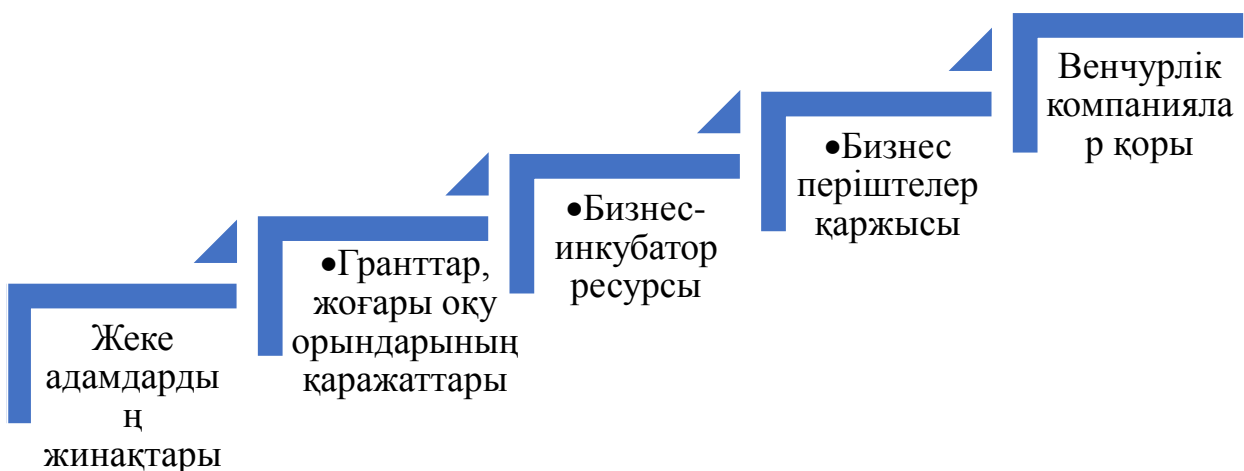 Жеке
адамдарды
ң
жинақтары
•Гранттар,
жоғары оқу
орындарының
қаражаттары
•Бизнес-
инкубатор
ресурсы
•Бизнес
періштелер
қаржысы
Венчурлік
компанияла
р қоры